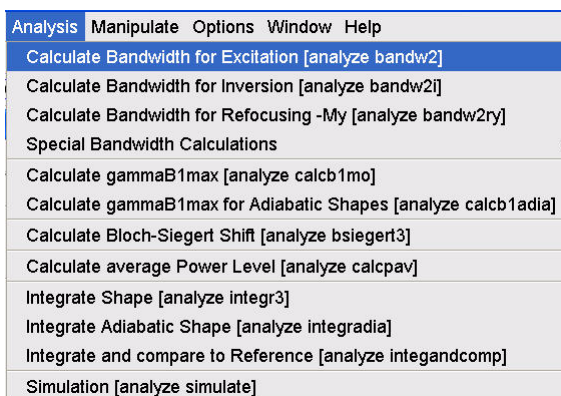 Analysis Manipulate Options Window Help
Calculate Bandwidth for Excitation [analyze bandw2]
Calculate Bandwidth for Inversion [analyze bandw2i]
Calculate Bandwidth for Refocusing -My [analyze bandw2ry]
Special Bandwidth Calculations
Calculate gammaB1max [analyze calcb1mo]
Calculate gammaB1max for Adiabatic Shapes [analyze calcb1adia]
Calculate Bloch-Siegert Shift [analyze bsiegert3]
Calculate average Power Level [analyze calcpav]
Integrate Shape [analyze integr3]
Integrate Adiabatic Shape [analyze integradia]
Integrate and compare to Reference [analyze integandcomp]
Simulation [analyze simulate]